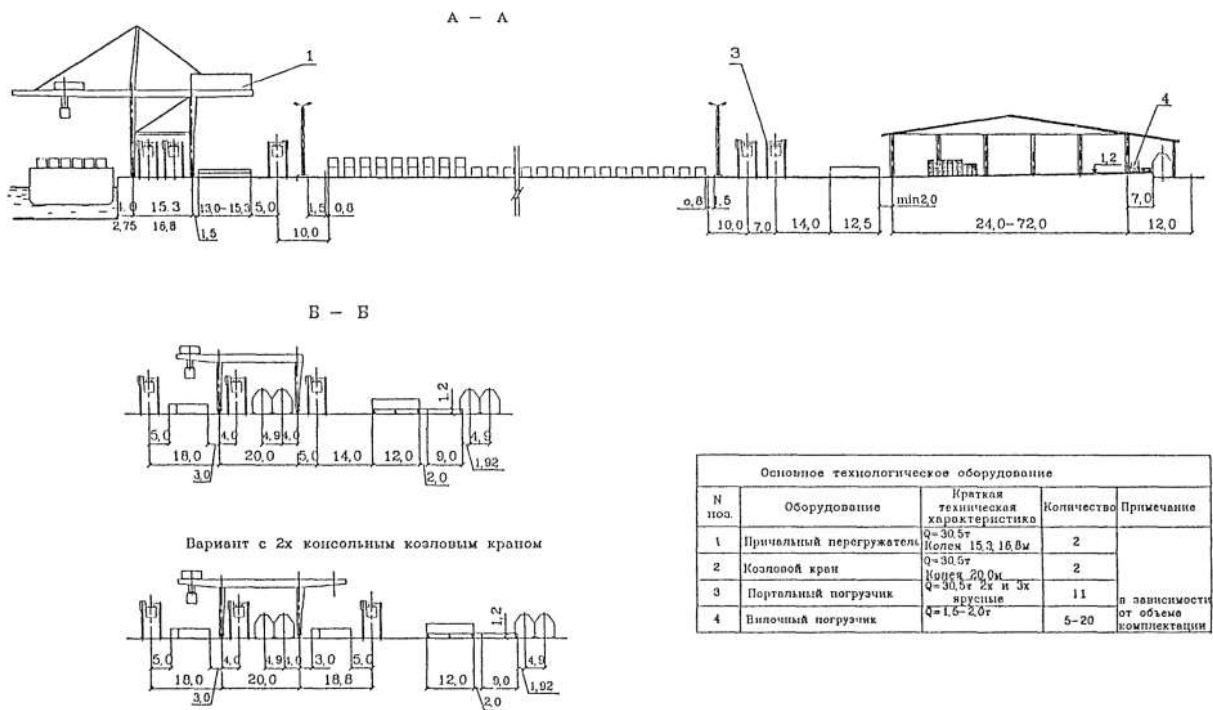 А - А
1
3
4
1,2
1,0 15.3 13,0-15,3 5,0 1,5 0,8 0,8 1,5 min2,0 7,0
2,75 16,8 1,5 10,0 10,0 7,0 14,0 12,5 24,0-72,0 12,0
Б - Б
1,2
5,0 4,0 4,9 4,0 4,9
18,0 20,0 5,0 14,0 12,0 9,0 1,92
3,0 2,0
Вариант с 2х консольным козловым краном
1,2
5,0 4,0 4,9 4,0 3,0 5,0 4,9
18,0 20,0 18,8 12,0 9,0 1,92
3,0 2,0
Основное технологическое оборудование
N поз. Оборудование Краткая техническая характеристика Количество Примечание
1 Причальный перегружатель Q=30,5т Колея 15,3, 16,8м 2
2 Козловой кран Q=30,5т Колея 20,0м 2
3 Портальный погрузчик Q=30,5т 2х и 3х ярусные 11
4 Вилочный погрузчик Q=1,5-2,0т 5-20 в зависимости от объема комплектации